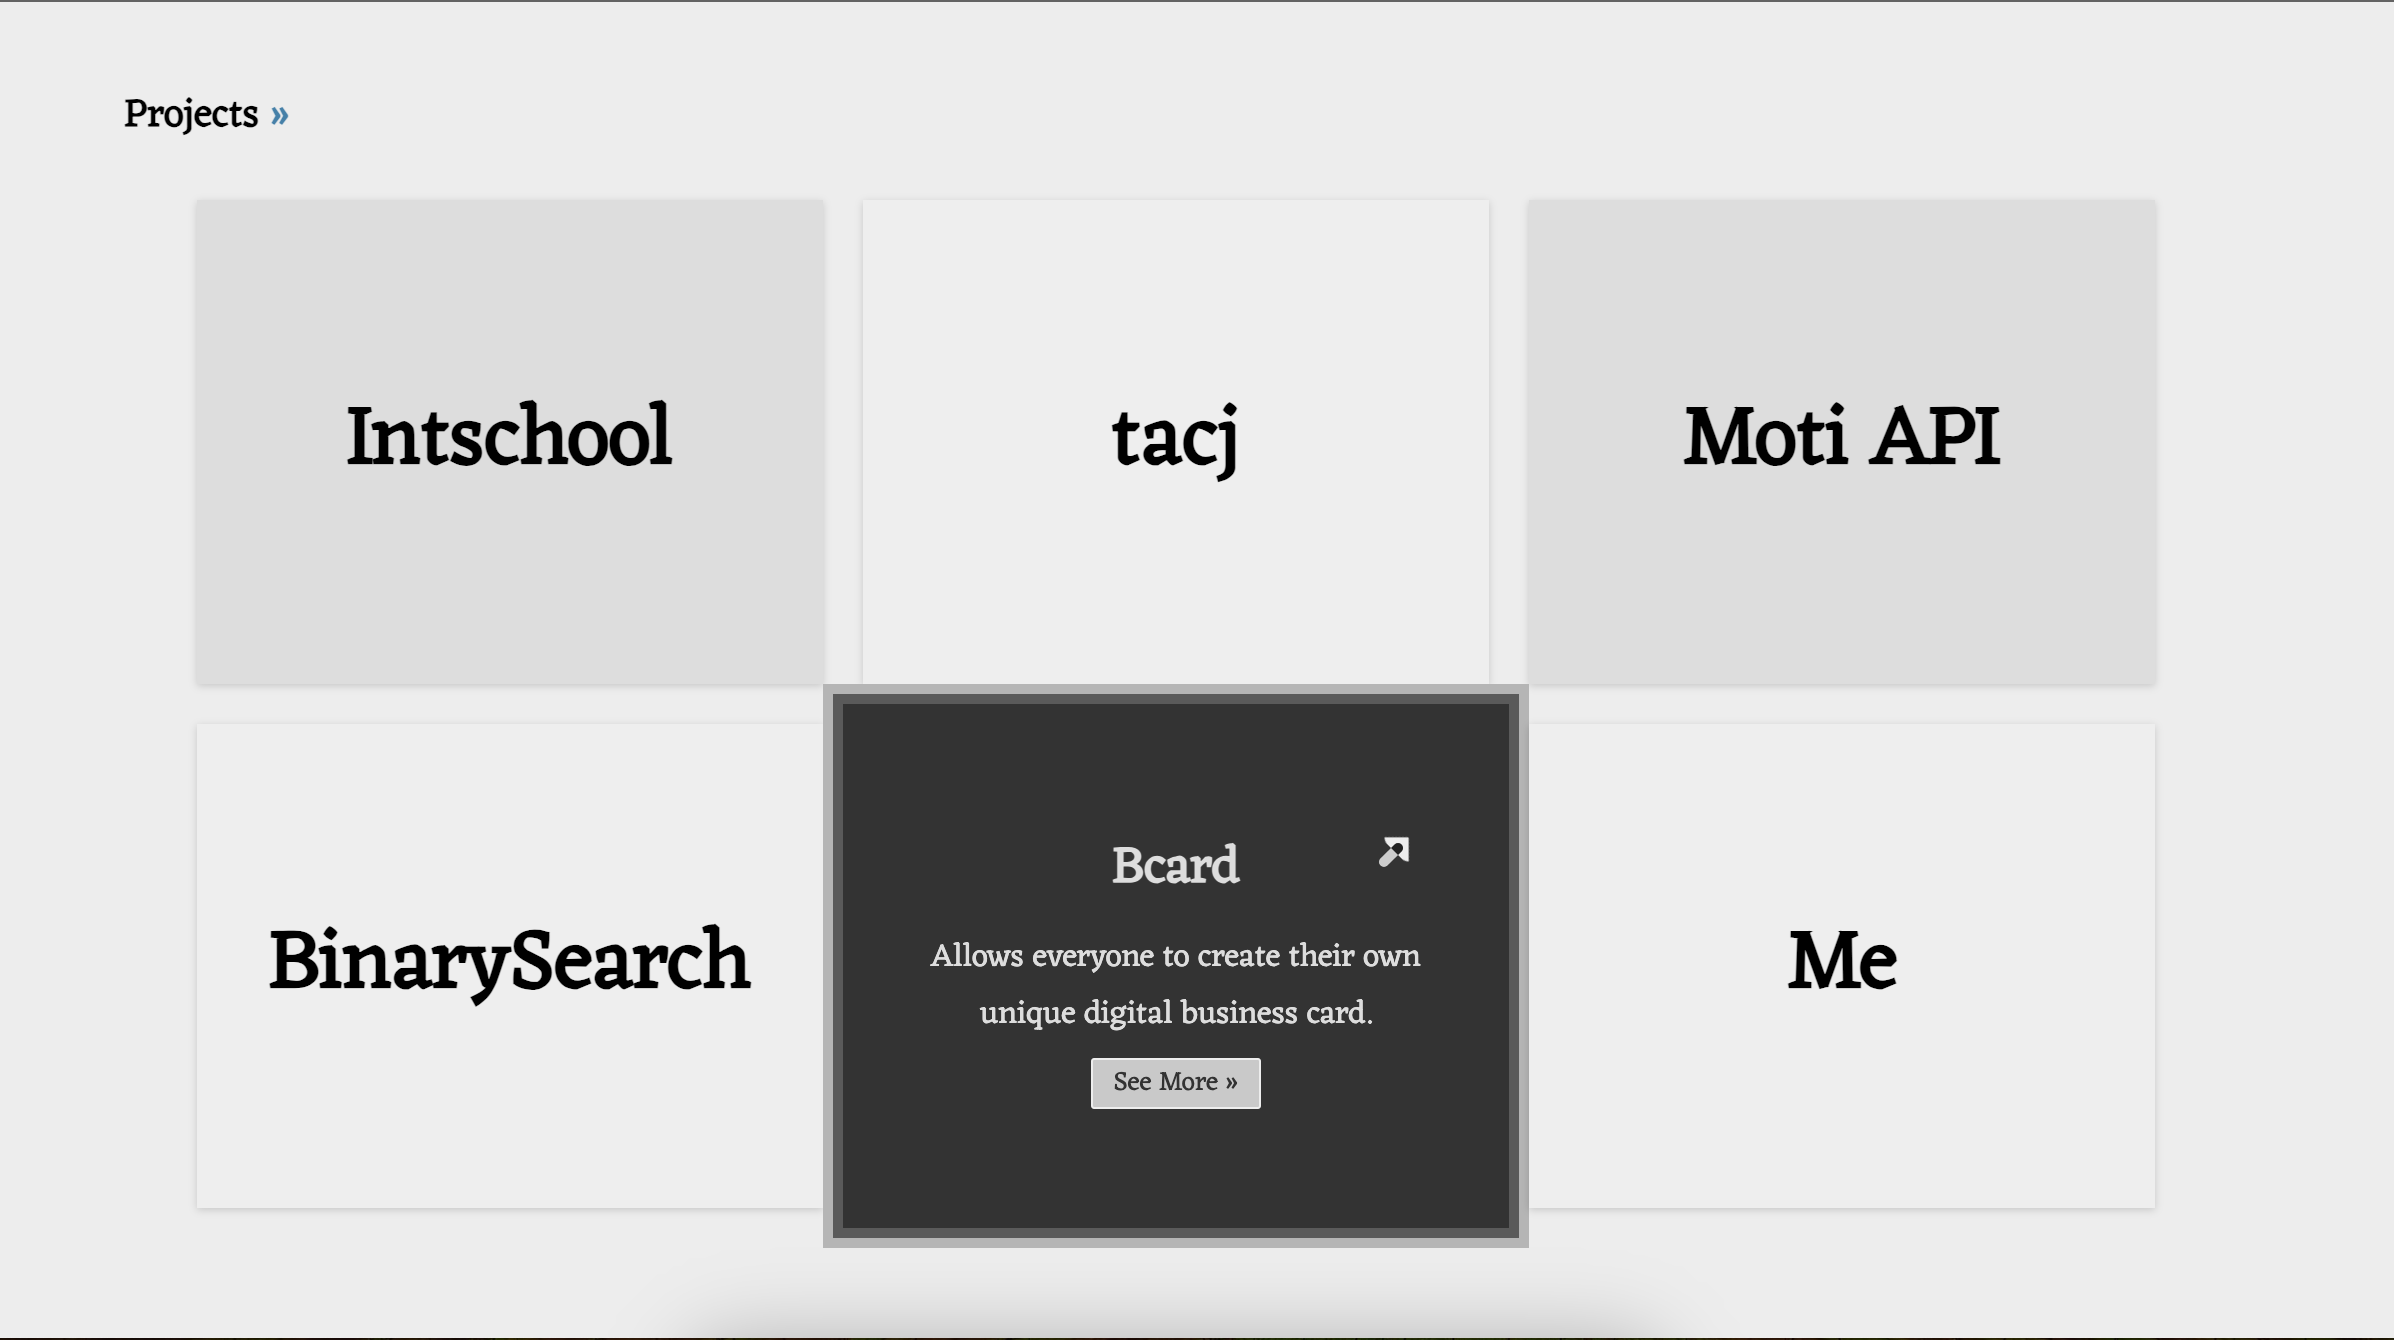 Projects »
Intschool
tacj
Moti API
BinarySearch
Bcard
Allows everyone to create their own
unique digital business card.
See More »
Me